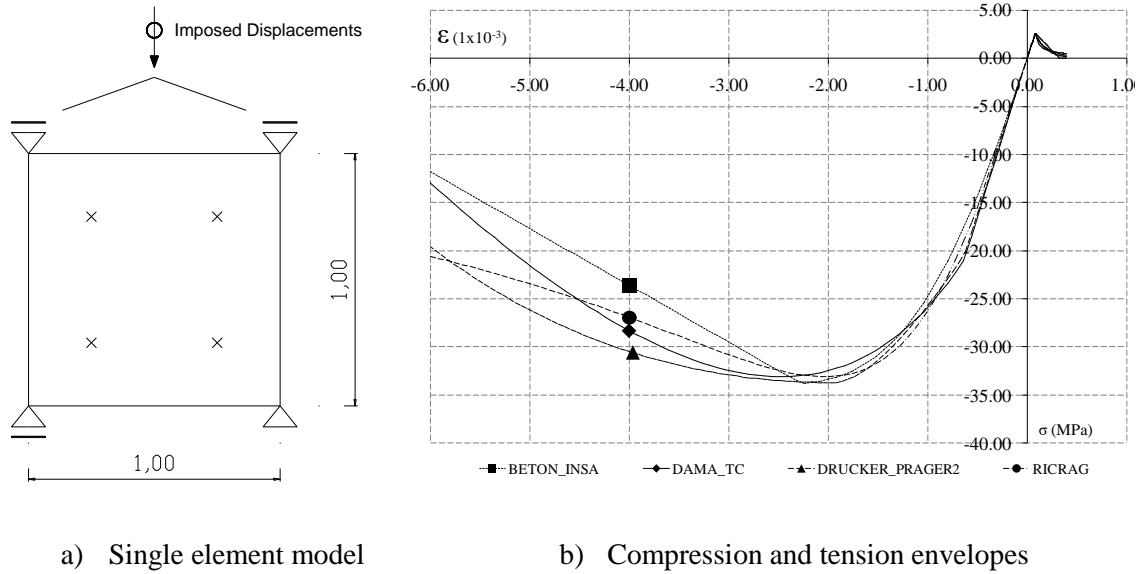 Imposed Displacements
1,00
1,00
ε (1x10⁻³)
5.00
0.00
-6.00 -5.00 -4.00 -3.00 -2.00 -1.00 0.00 1.00
-5.00
-10.00
-15.00
-20.00
-25.00
-30.00
-35.00
-40.00
σ (MPa)
BETON_INSA DAMA_TC DRUCKER_PRAGER2 RICRAG
a) Single element model
b) Compression and tension envelopes